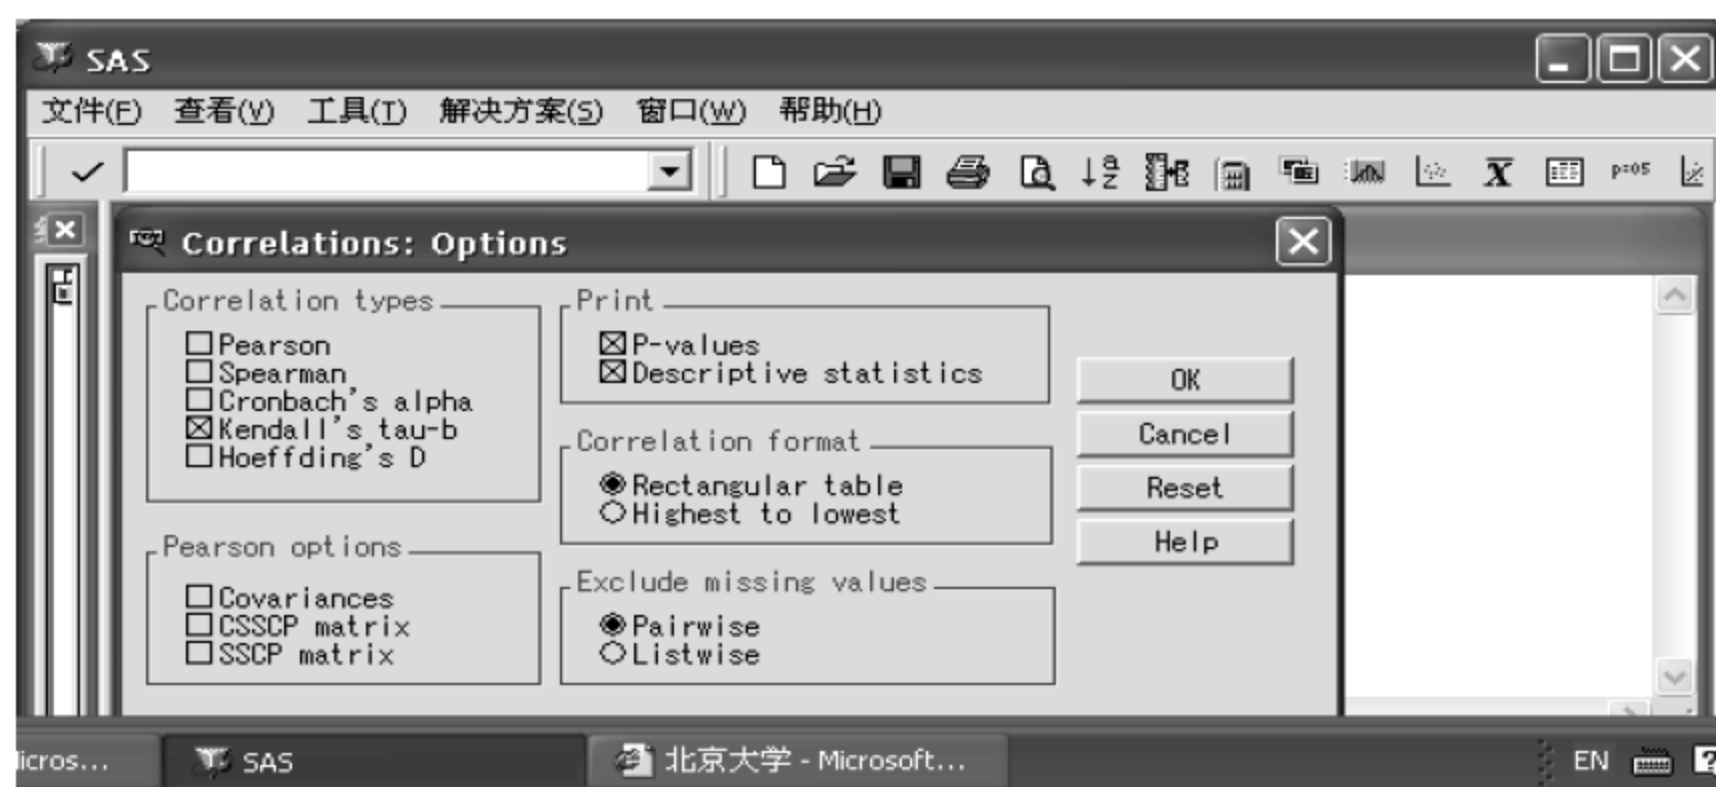 SAS
文件(F) 查看(V) 工具(T) 解决方案(S) 窗口(W) 帮助(H)
p=05
Correlations: Options
Correlation types
Pearson
Spearman
Cronbach's alpha
Kendall's tau-b
Hoeffding's D
Pearson options
Covariances
CSSCP matrix
SSCP matrix
Print
P-values
Descriptive statistics
Correlation format
Rectangular table
Highest to lowest
Exclude missing values
Pairwise
Listwise
OK
Cancel
Reset
Help
icros...
SAS
北京大学 - Microsoft...
EN